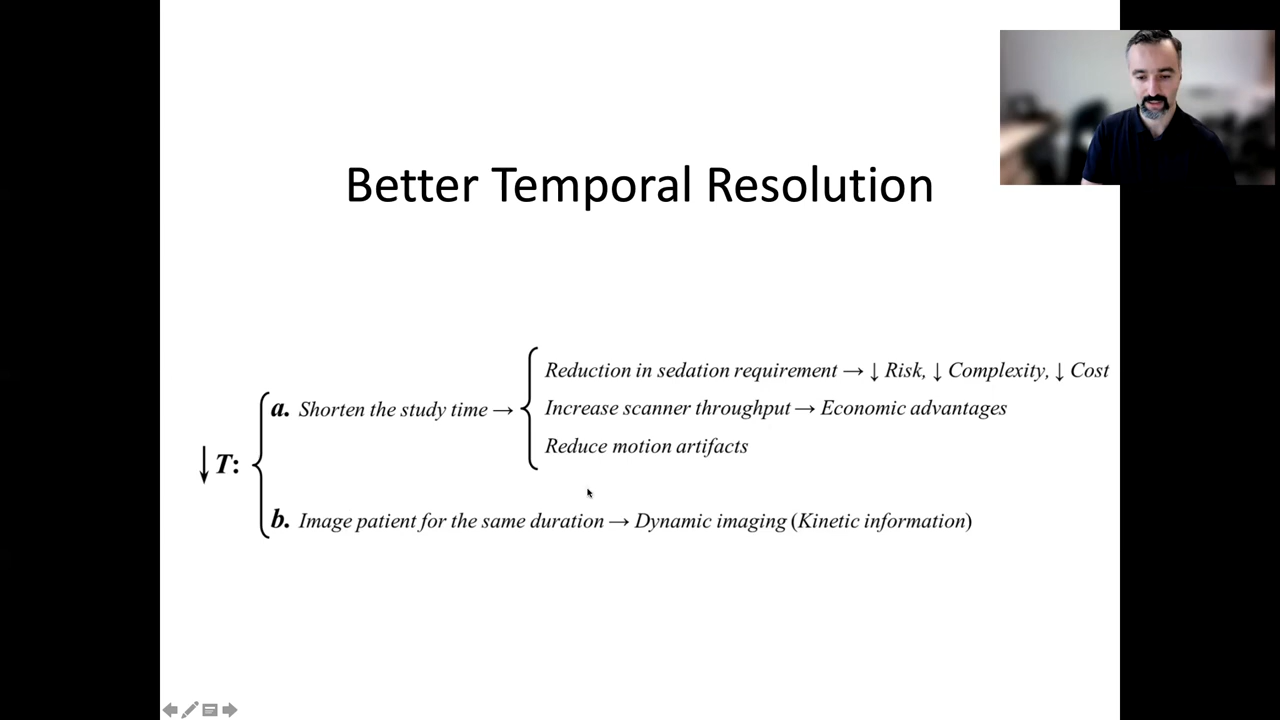 Better Temporal Resolution
Reduction in sedation requirement → ↓ Risk, ↓ Complexity, ↓ Cost
a. Shorten the study time →
Increase scanner throughput → Economic advantages
Reduce motion artifacts
↓ T:
b. Image patient for the same duration → Dynamic imaging (Kinetic information)